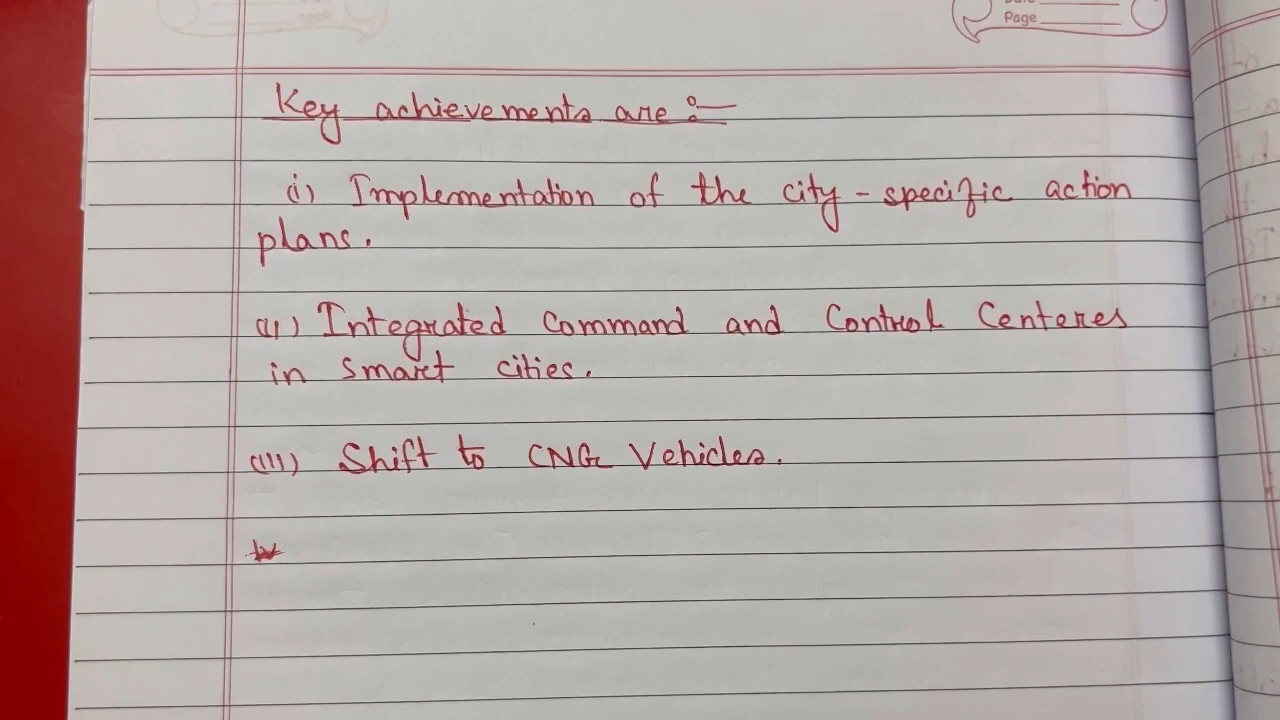 Page
Key achievements are :-
(i) Implementation of the city-specific action
plans.
(ii) Integrated Command and Control Centeres
in smart cities.
(iii) Shift to CNG Vehicles.